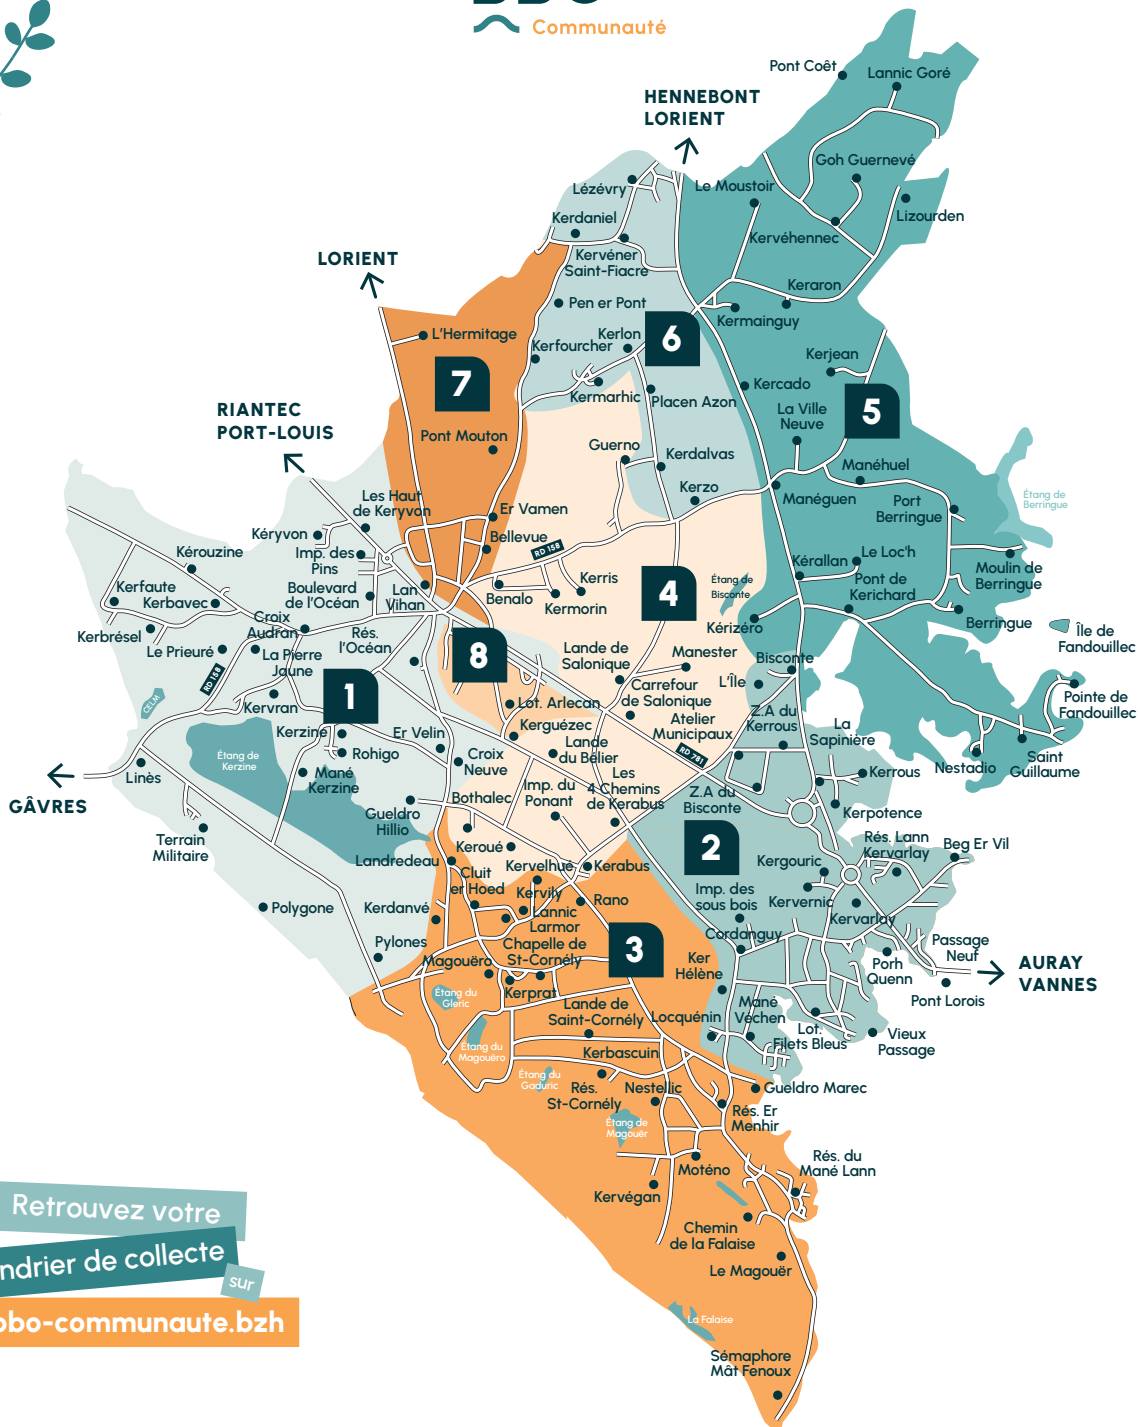 Communauté
Pont Coêt
Lannic Goré
HENNEBONT
LORIENT
Goh Guernevé
Lézévry
Le Moustoir
Kerdaniel
Lizourden
Kervéhennec
Kervéner
Saint-Fiacre
LORIENT
Keraron
Pen er Pont
Kermainguy
L'Hermitage
Kerlon
6
Kerfourcher
Kerjean
7
Kermarhic
Placen Azon
Kercado
La Ville
Neuve
5
RIANTEC
PORT-LOUIS
Pont Mouton
Guerno
Kerdalvas
Manéhuel
Kerzo
Manéguen
Port
Berringue
Étang de
Berringue
Les Haut
de Keryvon
Er Vamen
Kéryvon
Bellevue
Kérouzine
Imp. des
Pins
RD 158
Kérallan
Le Loc'h
Moulin de
Berringue
Kerfaute
Kerbavec
Boulevard
de l'Océan
Lan
Vihan
Benalo
Kerris
Kermorin
4
Étang de
Bisconte
Pont de
Kerichard
Kerbrésel
Croix
Audran
Kérizéro
Berringue
Île de
Fandouillec
Le Prieuré
La Pierre
Jaune
Rés.
l'Océan
8
Lande de
Salonique
Manester
Bisconte
RD 158
1
L'Île
CELM
Kervran
Lot. Arlecan
Carrefour
de Salonique
Pointe de
Fandouillec
Kerzine
Er Velin
Kerguézec
Atelier
Municipaux
Z.A du
Kerrous
La
Sapinière
Étang de
Kerzine
Rohigo
Croix
Neuve
Lande
du Bélier
RD 781
Nestadio
Saint
Guillaume
Linès
Mané
Kerzine
Kerrous
GÂVRES
Bothalec
Imp. du
Ponant
Les
4 Chemins
de Kerabus
Z.A du
Bisconte
Kerpotence
Gueldro
Hillio
Terrain
Militaire
Keroué
2
Rés. Lann
Kervarlay
Beg Er Vil
Landredeau
Kervelhué
Kerabus
Kergouric
Cluit
er Hoed
Kervily
Rano
Imp. des
sous bois
Kervernic
Polygone
Kerdanvé
Lannic
Larmor
Kervarlay
Cordanguy
Pylones
Chapelle de
St-Cornély
3
Ker
Hélène
Passage
Neuf
Magouëro
Porh
Quenn
AURAY
VANNES
Étang du
Gleric
Kerprat
Pont Lorois
Lande de
Saint-Cornély
Locquénin
Mané
Vechen
Lot.
Filets Bleus
Vieux
Passage
Étang du
Magouëro
Kerbascuin
Étang du
Gaduric
Rés.
St-Cornély
Nestellic
Gueldro Marec
Rés. Er
Menhir
Étang de
Magouër
Moténo
Rés. du
Mané Lann
Kervégan
Retrouvez votre
Chemin
de la Falaise
ndrier de collecte
Le Magouër
sur
bbo-communaute.bzh
La Falaise
Sémaphore
Mât Fenoux